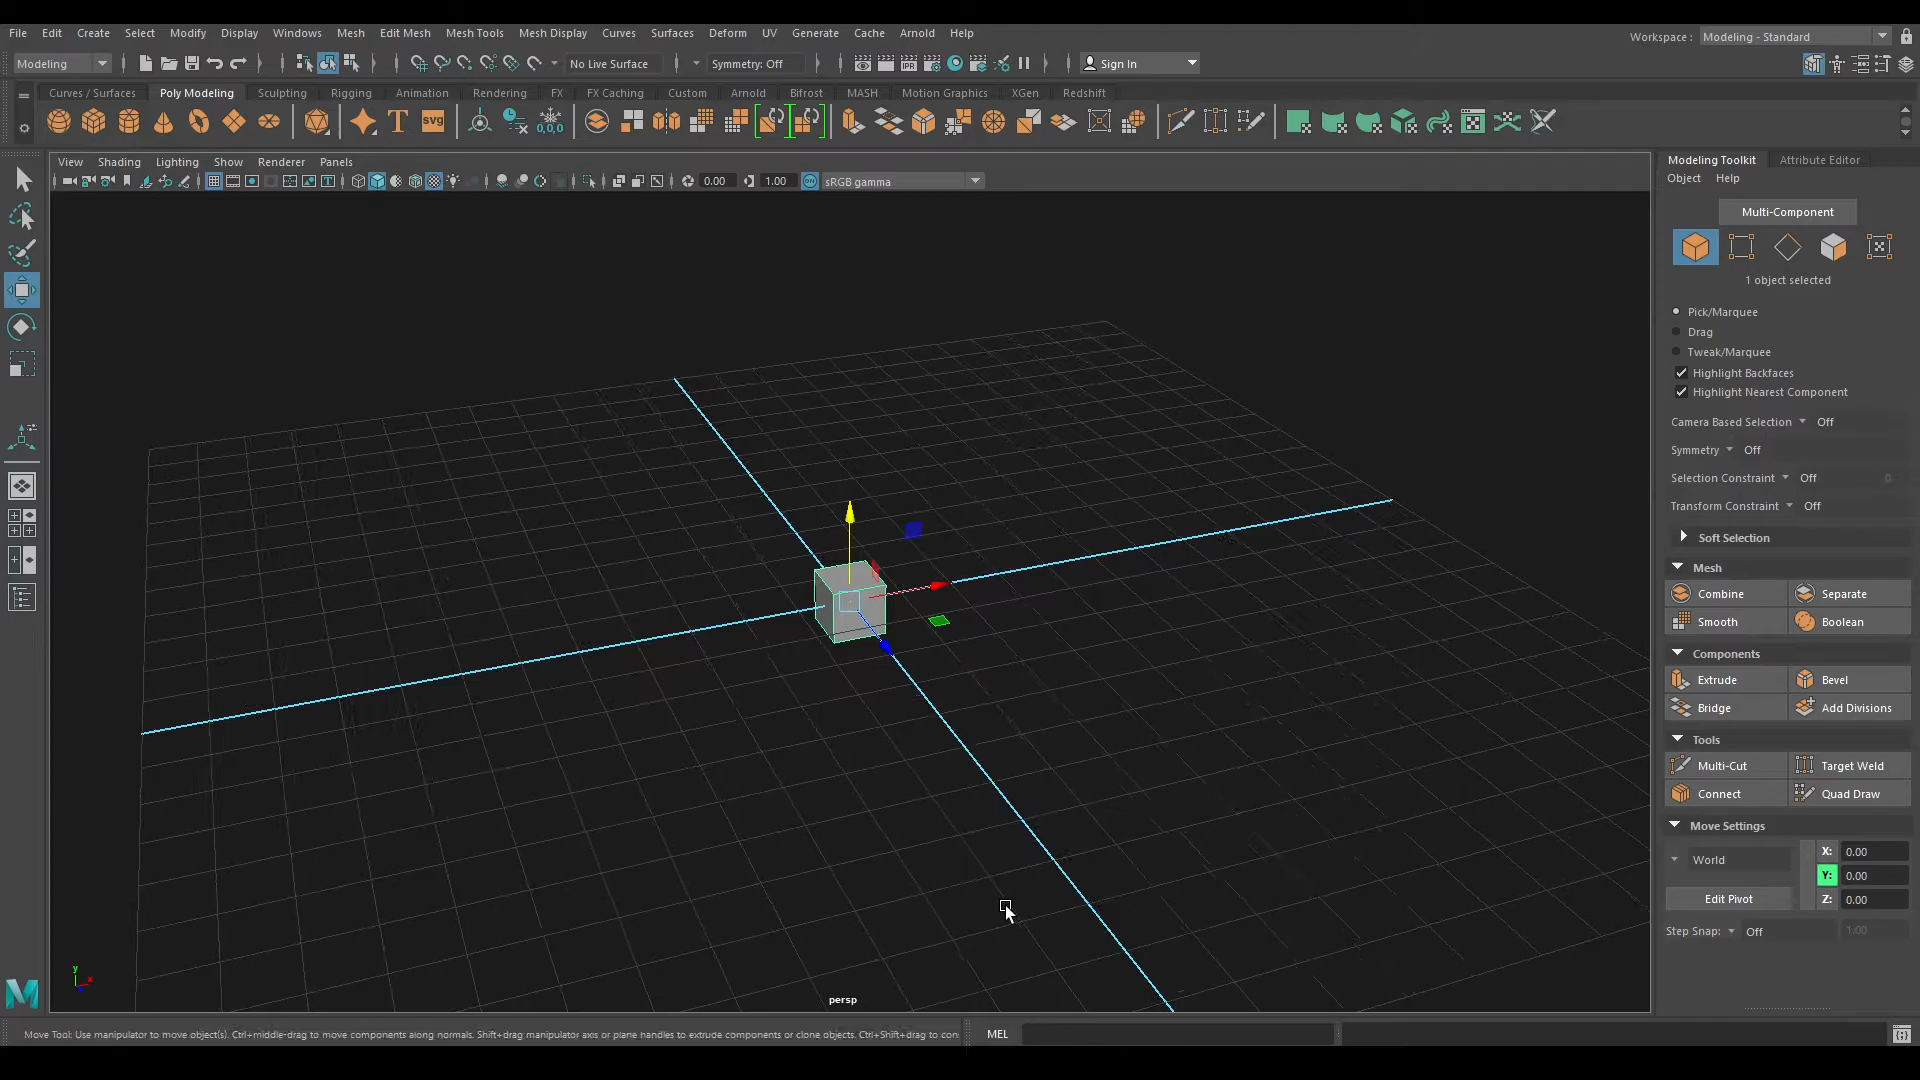 File Edit Create Select Modify Display Windows Mesh Edit Mesh Mesh Tools Mesh Display Curves Surfaces Deform UV Generate Cache Arnold Help
Workspace : Modeling - Standard
Modeling No Live Surface Symmetry: Off IPR Sign In
Curves / Surfaces Poly Modeling Sculpting Rigging Animation Rendering FX FX Caching Custom Arnold Bifrost MASH Motion Graphics XGen Redshift
T svg 0,0,0
View Shading Lighting Show Renderer Panels
0.00 1.00 ON sRGB gamma
Modeling Toolkit Attribute Editor
Object Help
Multi-Component
1 object selected
Pick/Marquee
Drag
Tweak/Marquee
Highlight Backfaces
Highlight Nearest Component
Camera Based Selection Off
Symmetry Off
Selection Constraint Off 0
Transform Constraint Off
Soft Selection
Mesh
Combine Separate
Smooth Boolean
Components
Extrude Bevel
Bridge Add Divisions
Tools
Multi-Cut Target Weld
Connect Quad Draw
Move Settings
World X: 0.00
Y: 0.00
Edit Pivot Z: 0.00
Step Snap: Off 1.00
y
x
persp
M
Move Tool: Use manipulator to move object(s). Ctrl+middle-drag to move components along normals. Shift+drag manipulator axis or plane handles to extrude components or clone objects. Ctrl+Shift+drag to con
MEL